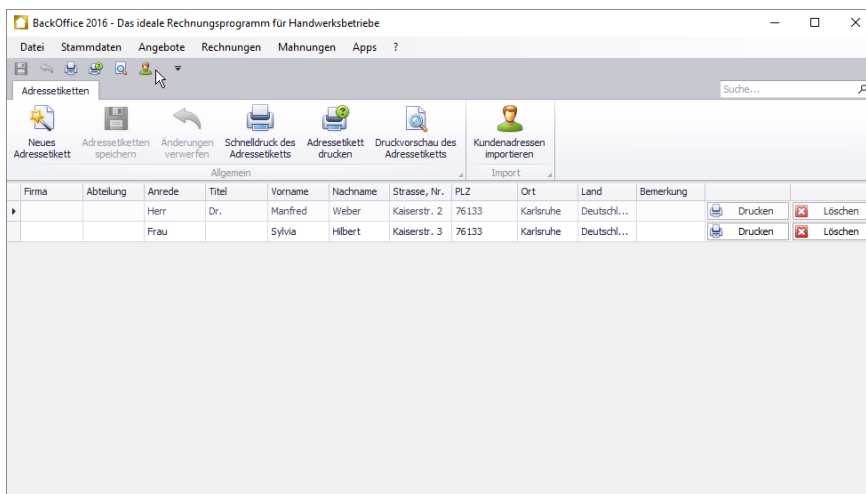 BackOffice 2016 - Das ideale Rechnungsprogramm für Handwerksbetriebe
Datei Stammdaten Angebote Rechnungen Mahnungen Apps ?
Adressetiketten
Suche...
Neues Adressetikett
Adressetiketten speichern
Änderungen verwerfen
Schnelldruck des Adressetiketts
Adressetikett drucken
Druckvorschau des Adressetiketts
Kundenadressen importieren
Allgemein Import
Firma Abteilung Anrede Titel Vorname Nachname Strasse, Nr. PLZ Ort Land Bemerkung
Herr Dr. Manfred Weber Kaiserstr. 2 76133 Karlsruhe Deutschl... Drucken Löschen
Frau Sylvia Hilbert Kaiserstr. 3 76133 Karlsruhe Deutschl... Drucken Löschen